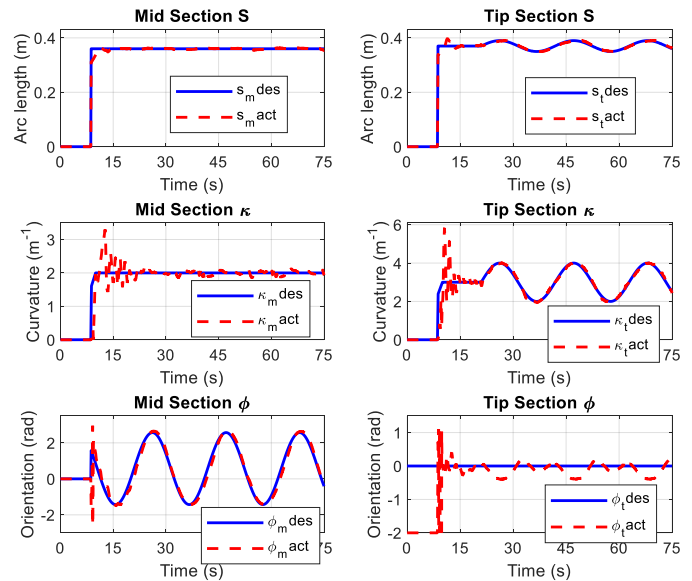 Mid Section S
Arc length (m)
0.4
0.2
0
s_m des
s_m act
0 15 30 45 60 75
Time (s)
Tip Section S
Arc length (m)
0.4
0.2
0
s_t des
s_t act
0 15 30 45 60 75
Time (s)
Mid Section κ
Curvature (m⁻¹)
3
2
1
0
κ_m des
κ_m act
0 15 30 45 60 75
Time (s)
Tip Section κ
Curvature (m⁻¹)
6
4
2
0
κ_t des
κ_t act
0 15 30 45 60 75
Time (s)
Mid Section ϕ
Orientation (rad)
2
0
-2
ϕ_m des
ϕ_m act
0 15 30 45 60 75
Time (s)
Tip Section ϕ
Orientation (rad)
1
0
-1
-2
ϕ_t des
ϕ_t act
0 15 30 45 60 75
Time (s)